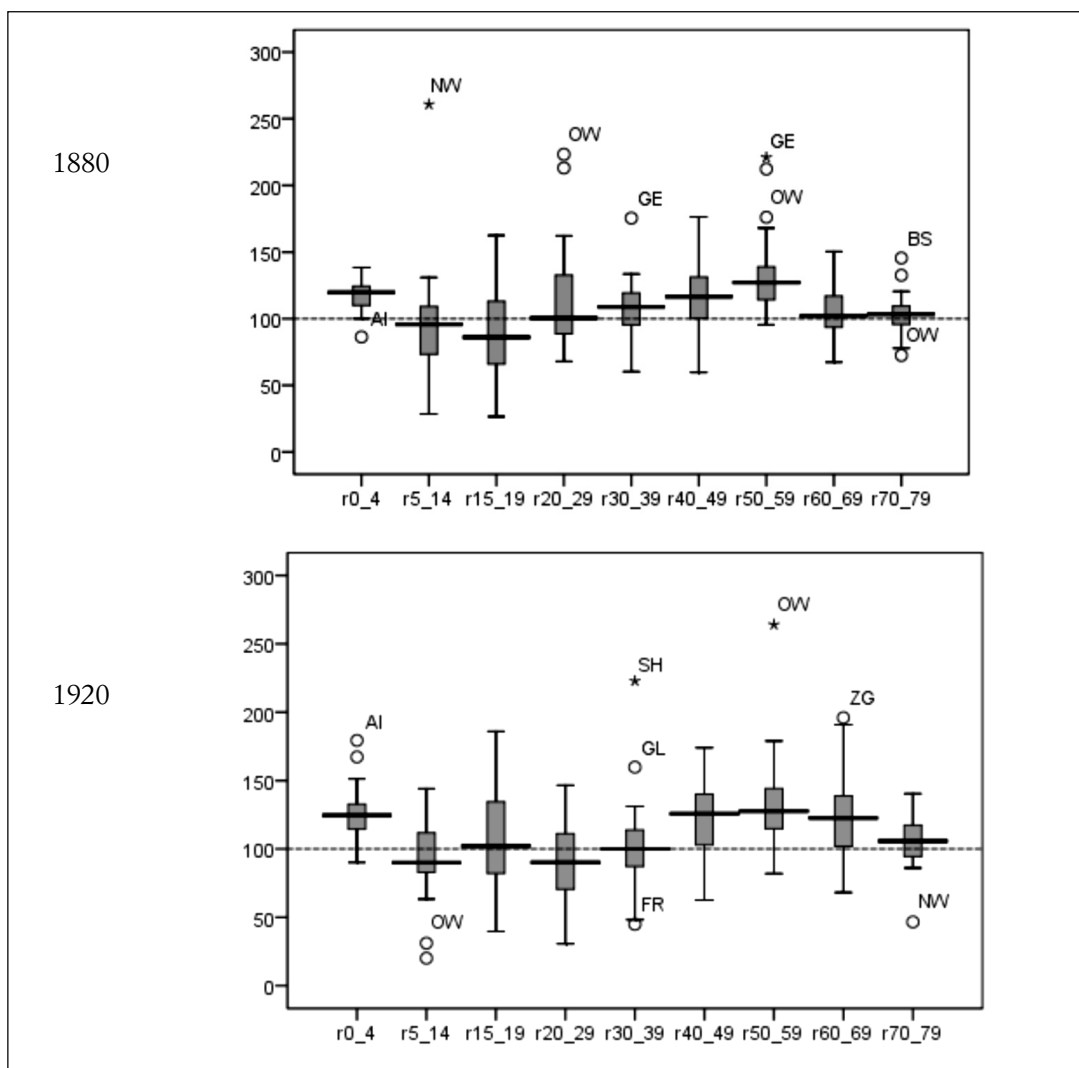 1880
300
250
200
150
100
50
0
NW
OW
GE
GE
OW
BS
AI
OW
r0_4 r5_14 r15_19 r20_29 r30_39 r40_49 r50_59 r60_69 r70_79
1920
300
250
200
150
100
50
0
OW
SH
ZG
AI
GL
FR
OW
NW
r0_4 r5_14 r15_19 r20_29 r30_39 r40_49 r50_59 r60_69 r70_79